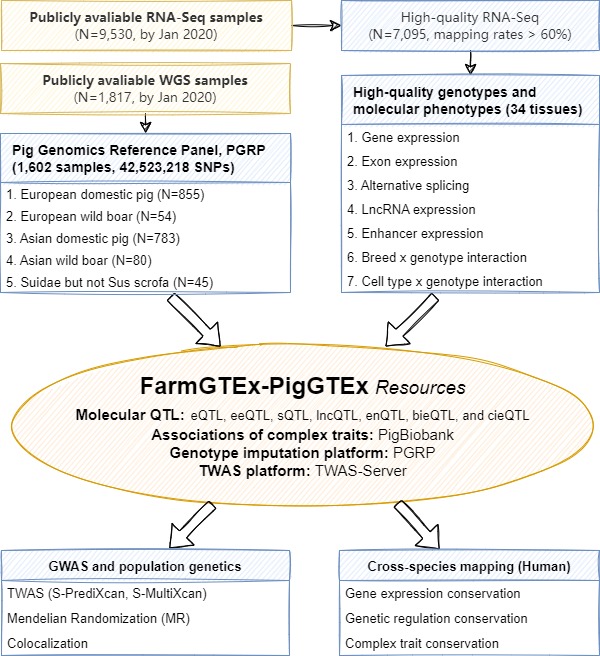 Publicly avaliable RNA-Seq samples
(N=9,530, by Jan 2020)
High-quality RNA-Seq
(N=7,095, mapping rates > 60%)
Publicly avaliable WGS samples
(N=1,817, by Jan 2020)
Pig Genomics Reference Panel, PGRP
(1,602 samples, 42,523,218 SNPs)
1. European domestic pig (N=855)
2. European wild boar (N=54)
3. Asian domestic pig (N=783)
4. Asian wild boar (N=80)
5. Suidae but not Sus scrofa (N=45)
High-quality genotypes and
molecular phenotypes (34 tissues)
1. Gene expression
2. Exon expression
3. Alternative splicing
4. LncRNA expression
5. Enhancer expression
6. Breed x genotype interaction
7. Cell type x genotype interaction
FarmGTEx-PigGTEx Resources
Molecular QTL: eQTL, eeQTL, sQTL, lncQTL, enQTL, bieQTL, and cieQTL
Associations of complex traits: PigBiobank
Genotype imputation platform: PGRP
TWAS platform: TWAS-Server
GWAS and population genetics
TWAS (S-PrediXcan, S-MultiXcan)
Mendelian Randomization (MR)
Colocalization
Cross-species mapping (Human)
Gene expression conservation
Genetic regulation conservation
Complex trait conservation